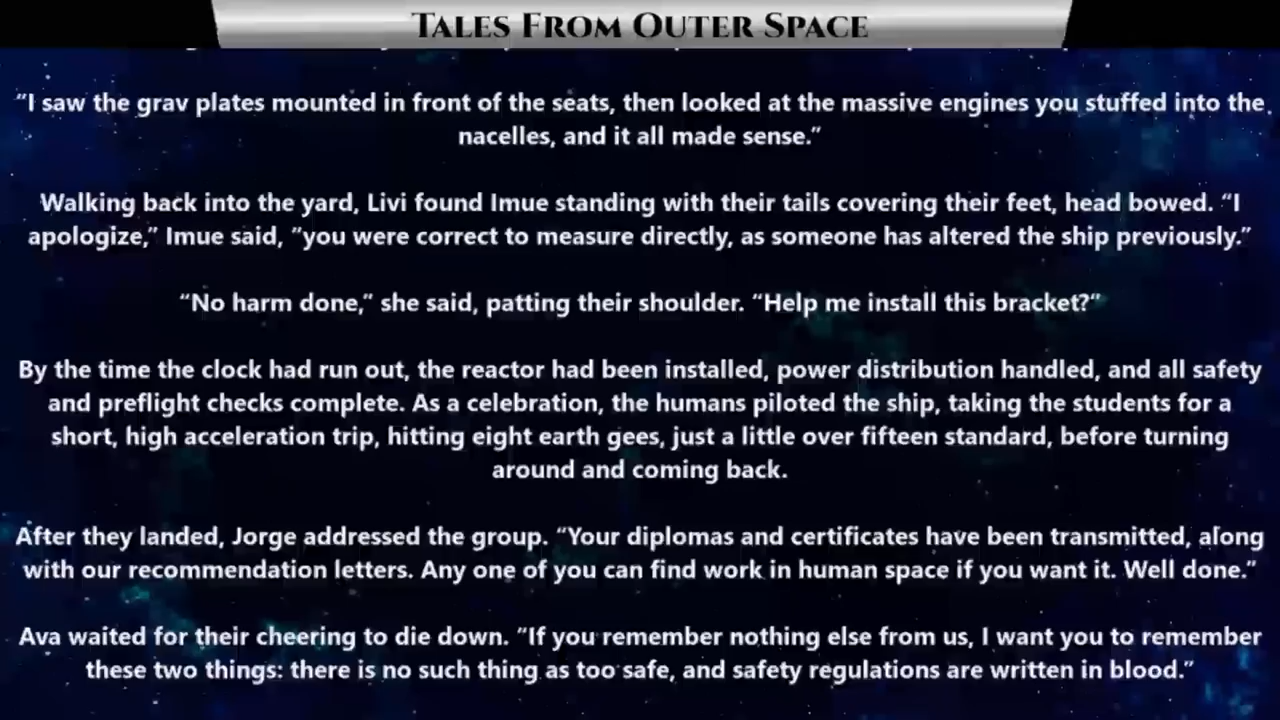 Tales From Outer Space
“I saw the grav plates mounted in front of the seats, then looked at the massive engines you stuffed into the
nacelles, and it all made sense.”
Walking back into the yard, Livi found Imue standing with their tails covering their feet, head bowed. “I
apologize,” Imue said, “you were correct to measure directly, as someone has altered the ship previously.”
“No harm done,” she said, patting their shoulder. “Help me install this bracket?”
By the time the clock had run out, the reactor had been installed, power distribution handled, and all safety
and preflight checks complete. As a celebration, the humans piloted the ship, taking the students for a
short, high acceleration trip, hitting eight earth gees, just a little over fifteen standard, before turning
around and coming back.
After they landed, Jorge addressed the group. “Your diplomas and certificates have been transmitted, along
with our recommendation letters. Any one of you can find work in human space if you want it. Well done.”
Ava waited for their cheering to die down. “If you remember nothing else from us, I want you to remember
these two things: there is no such thing as too safe, and safety regulations are written in blood.”